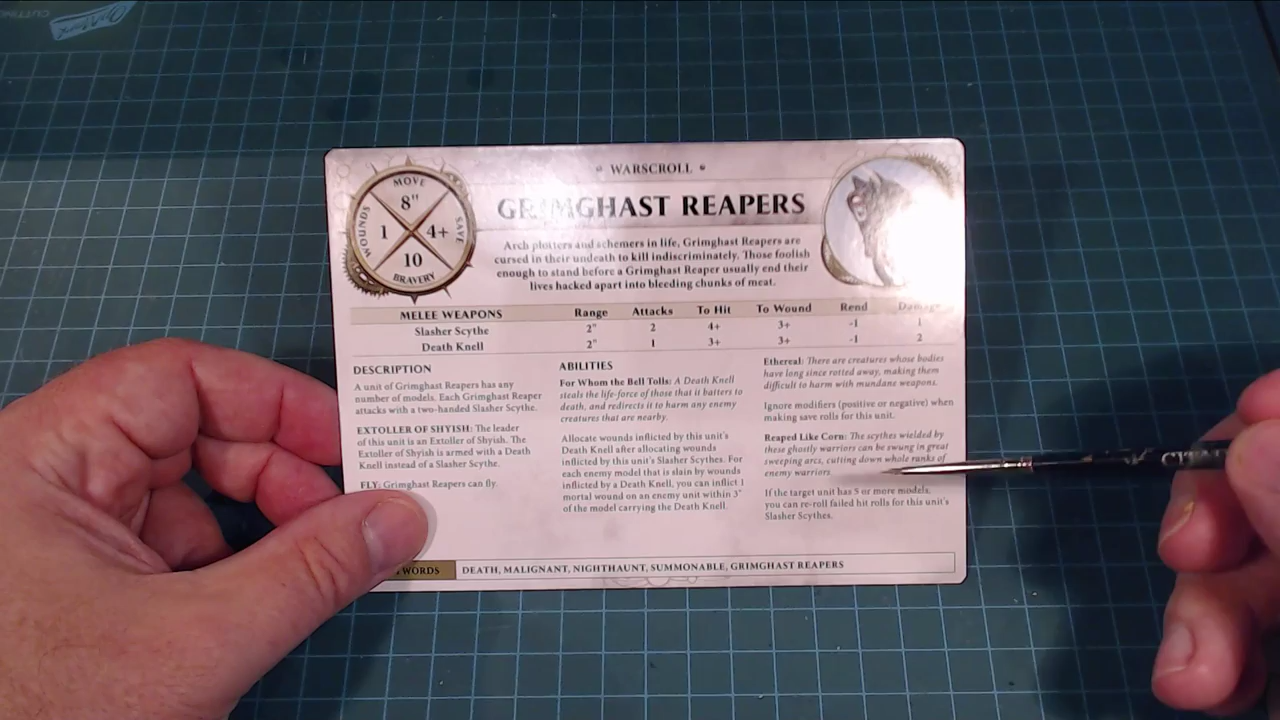 WARSCROLL
GRIMGHAST REAPERS
MOVE
8"
WOUNDS
1
4+
SAVE
10
BRAVERY
Arch plotters and schemers in life, Grimghast Reapers are
cursed in their undeath to kill indiscriminately. Those foolish
enough to stand before a Grimghast Reaper usually end their
lives hacked apart into bleeding chunks of meat.
MELEE WEAPONS Range Attacks To Hit To Wound Rend Damage
Slasher Scythe 2" 2 4+ 3+ -1 1
Death Knell 2" 1 3+ 3+ -1 2
DESCRIPTION
A unit of Grimghast Reapers has any
number of models. Each Grimghast Reaper
attacks with a two-handed Slasher Scythe.
EXTOLLER OF SHYISH: The leader
of this unit is an Extoller of Shyish. The
Extoller of Shyish is armed with a Death
Knell instead of a Slasher Scythe.
FLY: Grimghast Reapers can fly.
ABILITIES
For Whom the Bell Tolls: A Death Knell
steals the life-force of those that it batters to
death, and redirects it to harm any enemy
creatures that are nearby.
Allocate wounds inflicted by this unit's
Death Knell after allocating wounds
inflicted by this unit's Slasher Scythes. For
each enemy model that is slain by wounds
inflicted by a Death Knell, you can inflict 1
mortal wound on an enemy unit within 3"
of the model carrying the Death Knell.
Ethereal: There are creatures whose bodies
have long since rotted away, making them
difficult to harm with mundane weapons.
Ignore modifiers (positive or negative) when
making save rolls for this unit.
Reaped Like Corn: The scythes wielded by
these ghostly warriors can be swung in great
sweeping arcs, cutting down whole ranks of
enemy warriors.
If the target unit has 5 or more models,
you can re-roll failed hit rolls for this unit's
Slasher Scythes.
WORDS DEATH, MALIGNANT, NIGHTHAUNT, SUMMONABLE, GRIMGHAST REAPERS